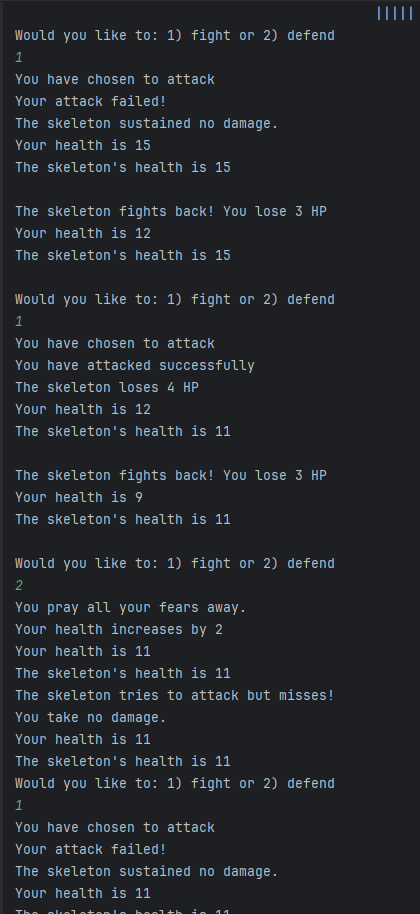 Would you like to: 1) fight or 2) defend
1
You have chosen to attack
Your attack failed!
The skeleton sustained no damage.
Your health is 15
The skeleton's health is 15

The skeleton fights back! You lose 3 HP
Your health is 12
The skeleton's health is 15

Would you like to: 1) fight or 2) defend
1
You have chosen to attack
You have attacked successfully
The skeleton loses 4 HP
Your health is 12
The skeleton's health is 11

The skeleton fights back! You lose 3 HP
Your health is 9
The skeleton's health is 11

Would you like to: 1) fight or 2) defend
2
You pray all your fears away.
Your health increases by 2
Your health is 11
The skeleton's health is 11
The skeleton tries to attack but misses!
You take no damage.
Your health is 11
The skeleton's health is 11
Would you like to: 1) fight or 2) defend
1
You have chosen to attack
Your attack failed!
The skeleton sustained no damage.
Your health is 11
The skeleton's health is 11